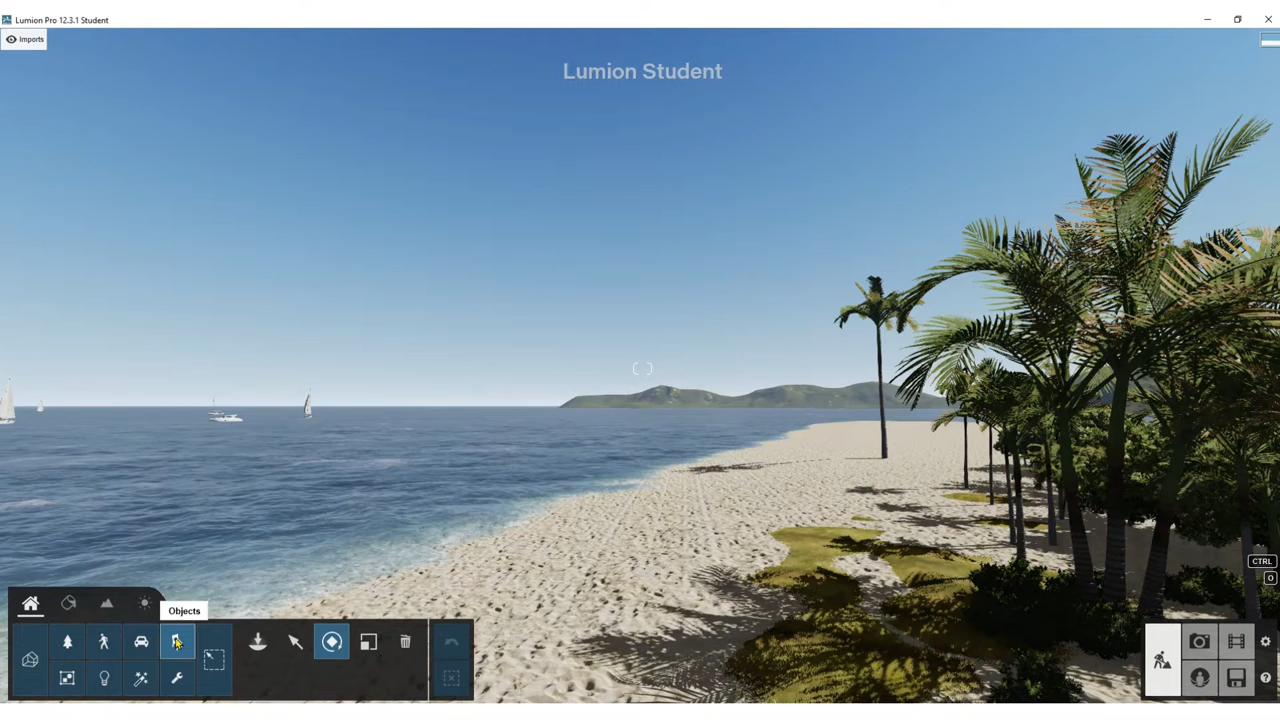 Lumion Pro 12.3.1 Student
Imports
Lumion Student
CTRL
O
Objects